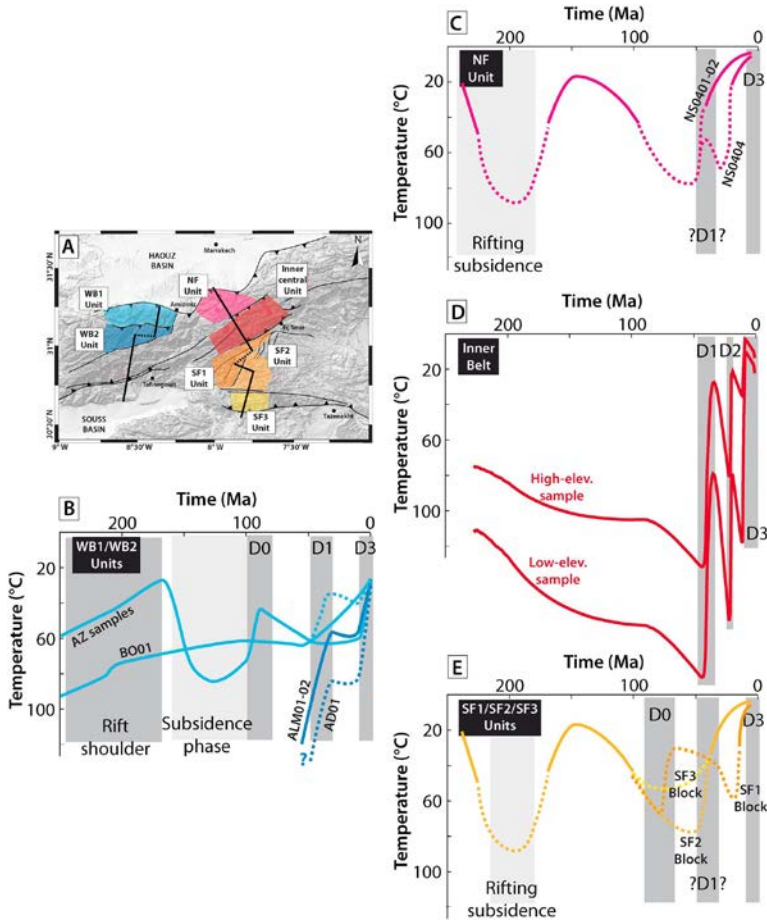 C
Time (Ma)
200
100
0
NF
Unit
D3
20
60
100
Temperature (°C)
NS0401-02
NS0404
Rifting
subsidence
?D1?
A
N
HAOUZ
BASIN
Marrakech
31°30'N
31°N
30°30'N
WB1
Unit
WB2
Unit
NF
Unit
Inner
central
Unit
Amizmiz
SF2
Unit
SF1
Unit
SF3
Unit
SOUSS
BASIN
9°W
8°30'W
8°W
7°30'W
D
Time (Ma)
200
100
0
Inner
Belt
D1
D2
20
60
100
Temperature (°C)
High-elev.
sample
Low-elev.
sample
D3
B
Time (Ma)
200
100
0
WB1/WB2
Units
D0
D1
D3
20
60
100
Temperature (°C)
AZ samples
BO01
ALM01-02
AD01
?
Rift
shoulder
Subsidence
phase
E
Time (Ma)
200
100
0
SF1/SF2/SF3
Units
D0
D3
20
60
100
Temperature (°C)
SF3
Block
SF1
Block
SF2
Block
Rifting
subsidence
?D1?